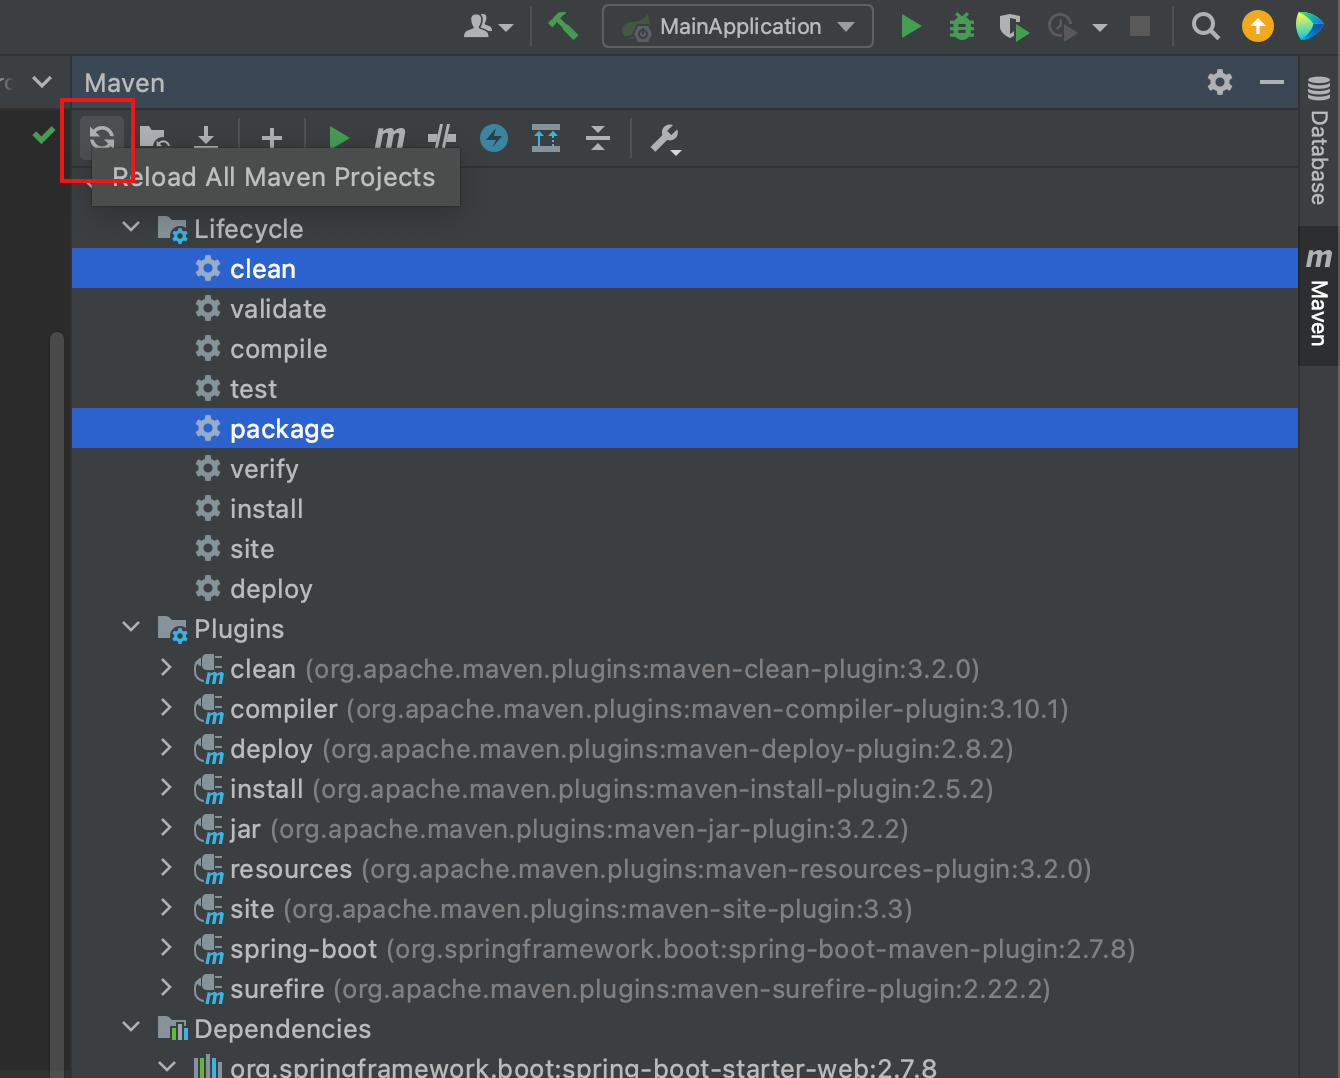 MainApplication
Maven
Reload All Maven Projects
Lifecycle
clean
validate
compile
test
package
verify
install
site
deploy
Plugins
clean (org.apache.maven.plugins:maven-clean-plugin:3.2.0)
compiler (org.apache.maven.plugins:maven-compiler-plugin:3.10.1)
deploy (org.apache.maven.plugins:maven-deploy-plugin:2.8.2)
install (org.apache.maven.plugins:maven-install-plugin:2.5.2)
jar (org.apache.maven.plugins:maven-jar-plugin:3.2.2)
resources (org.apache.maven.plugins:maven-resources-plugin:3.2.0)
site (org.apache.maven.plugins:maven-site-plugin:3.3)
spring-boot (org.springframework.boot:spring-boot-maven-plugin:2.7.8)
surefire (org.apache.maven.plugins:maven-surefire-plugin:2.22.2)
Dependencies
org.springframework.boot:spring-boot-starter-web:2.7.8
Database
m
Maven